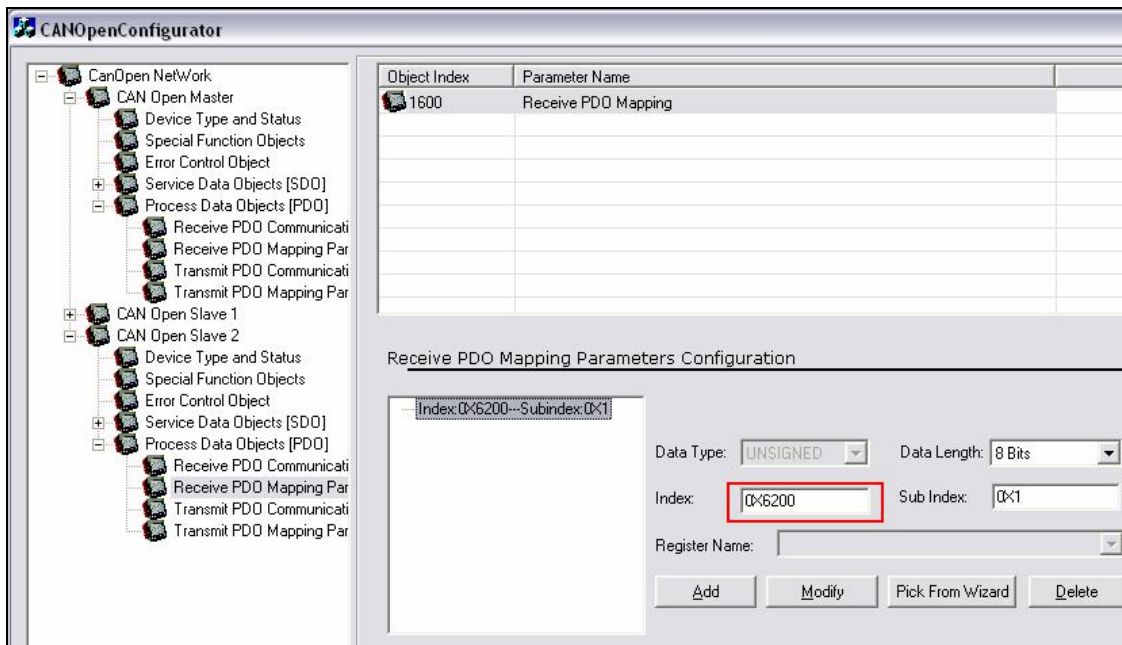 CANOpenConfigurator
CanOpen NetWork
CAN Open Master
Device Type and Status
Special Function Objects
Error Control Object
Service Data Objects [SDO]
Process Data Objects [PDO]
Receive PDO Communicati
Receive PDO Mapping Par
Transmit PDO Communicati
Transmit PDO Mapping Par
CAN Open Slave 1
CAN Open Slave 2
Device Type and Status
Special Function Objects
Error Control Object
Service Data Objects [SDO]
Process Data Objects [PDO]
Receive PDO Communicati
Receive PDO Mapping Par
Transmit PDO Communicati
Transmit PDO Mapping Par
Object Index Parameter Name
1600 Receive PDO Mapping
Receive PDO Mapping Parameters Configuration
Index:0X6200---Subindex:0X1
Data Type: UNSIGNED Data Length: 8 Bits
Index: 0X6200 Sub Index: 0X1
Register Name:
Add Modify Pick From Wizard Delete